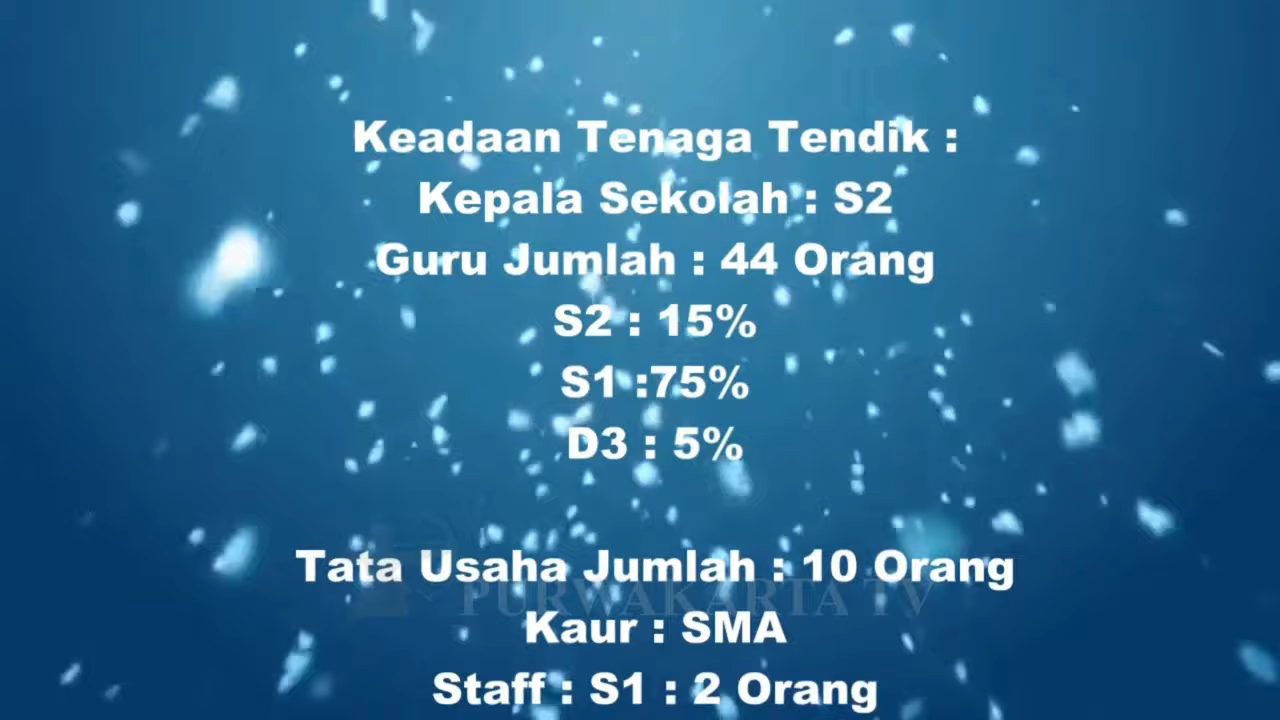 Keadaan Tenaga Tendik :
Kepala Sekolah : S2
Guru Jumlah : 44 Orang
S2 : 15%
S1 :75%
D3 : 5%
Tata Usaha Jumlah : 10 Orang
PURWAKARTA TV
Kaur : SMA
Staff : S1 : 2 Orang